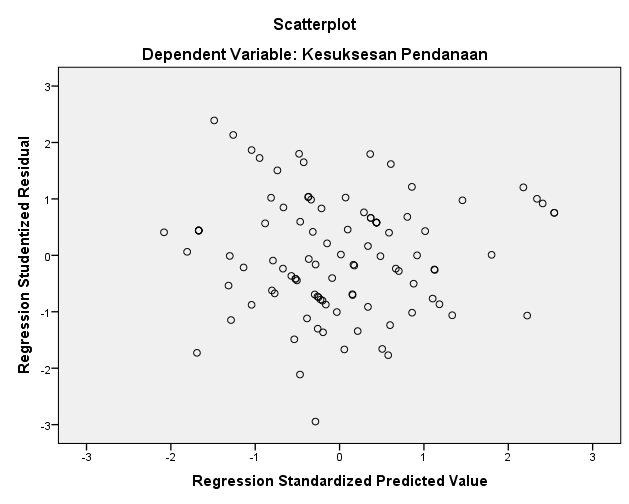 Scatterplot
Dependent Variable: Kesuksesan Pendanaan
Regression Studentized Residual
3
2
1
0
-1
-2
-3
-3 -2 -1 0 1 2 3
Regression Standardized Predicted Value